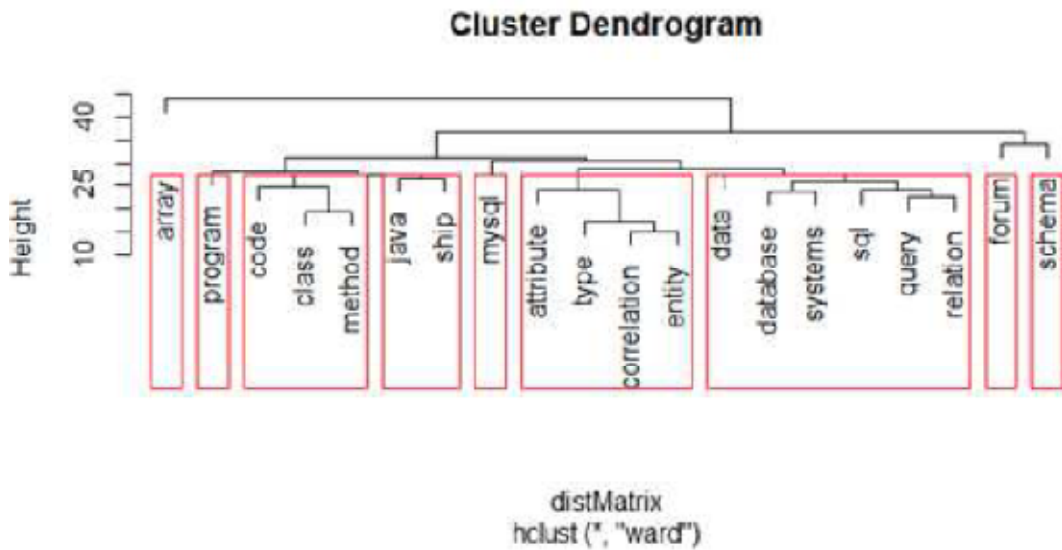 Cluster Dendrogram
Height
40
25
10
array
program
code
class
method
java
ship
mysql
attribute
type
correlation
entity
data
database
systems
sql
query
relation
forum
schema
distMatrix
hclust (*, "ward")